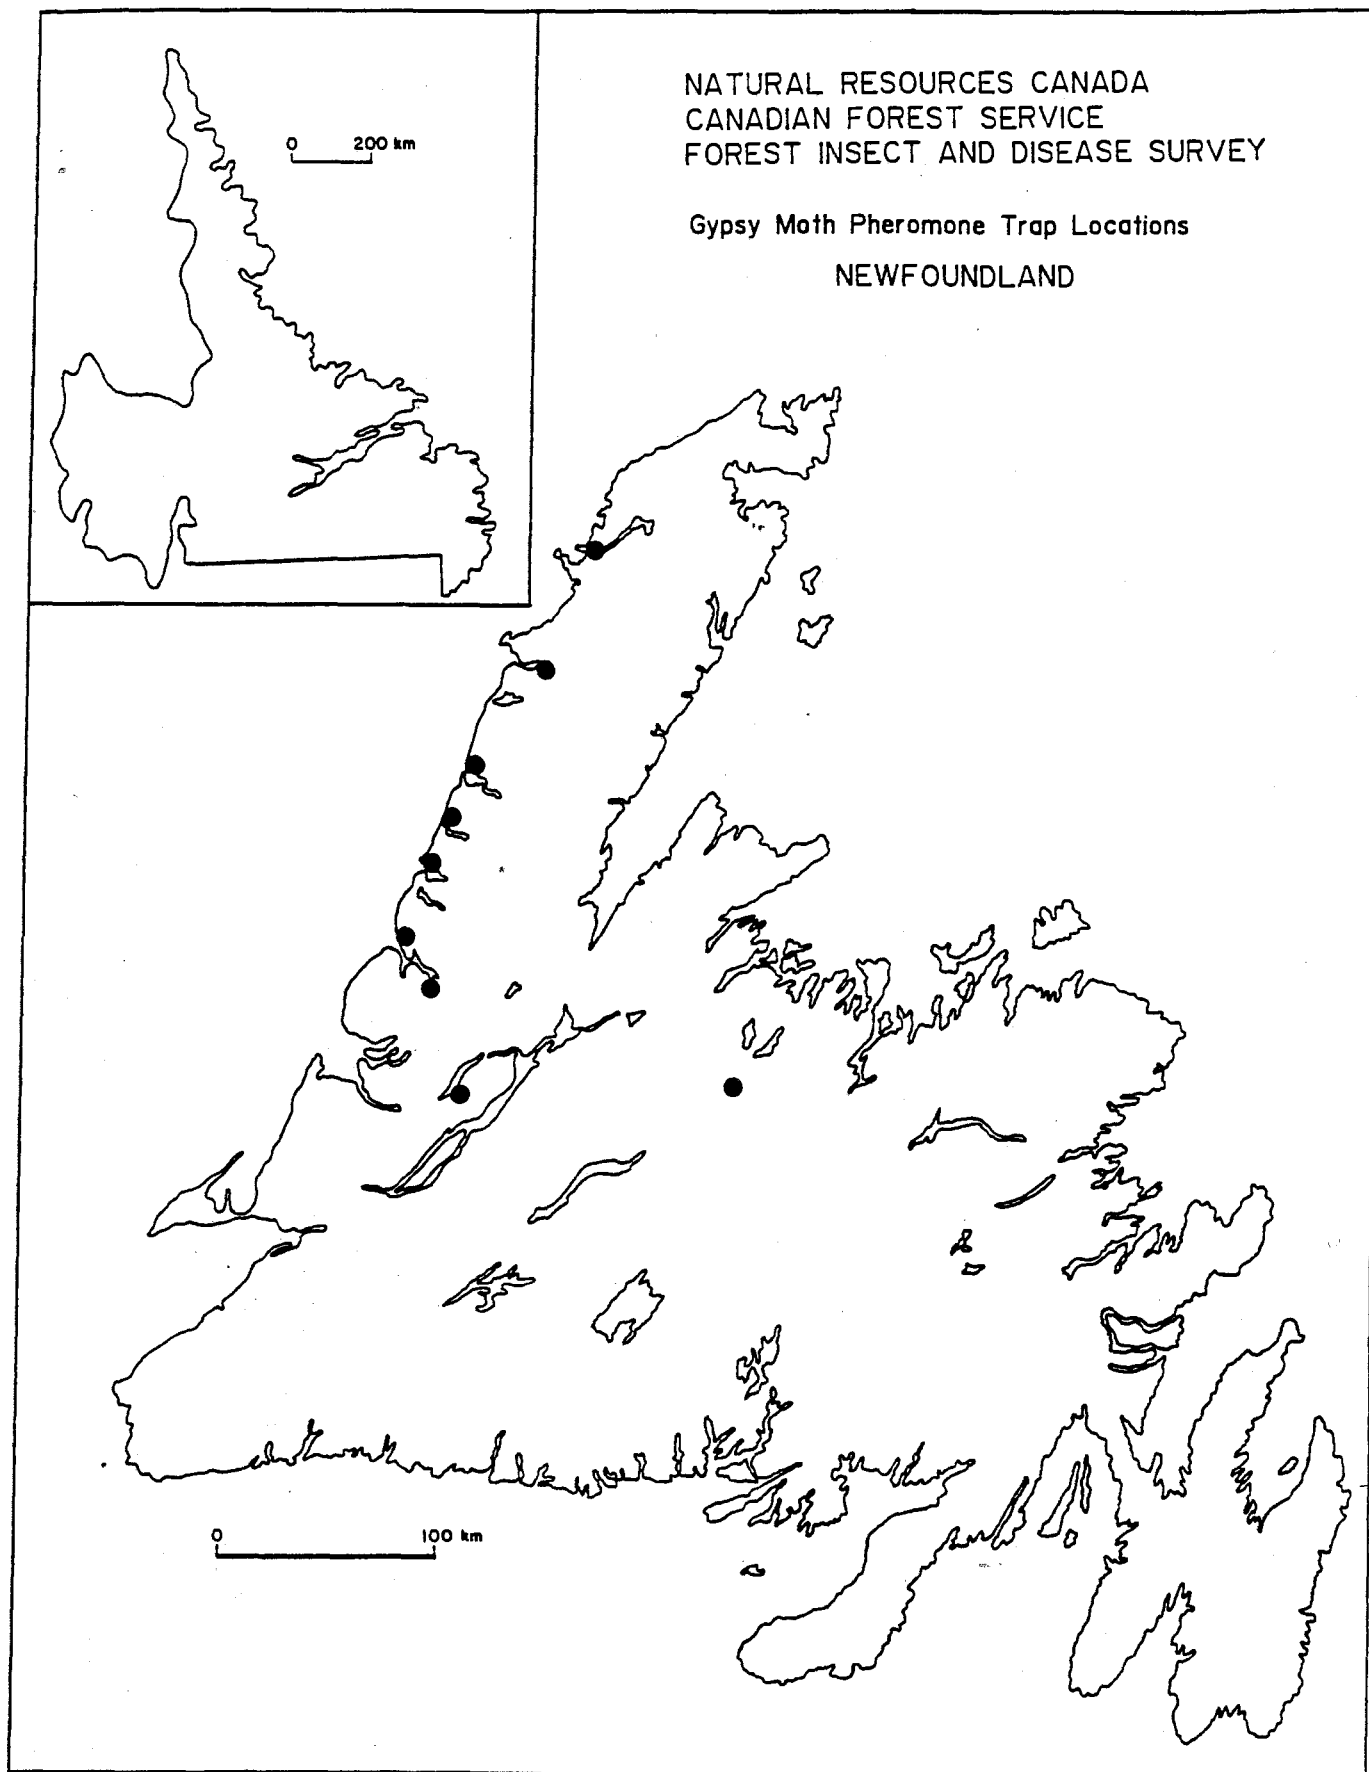 NATURAL RESOURCES CANADA
CANADIAN FOREST SERVICE
FOREST INSECT AND DISEASE SURVEY
Gypsy Moth Pheromone Trap Locations
NEWFOUNDLAND
0 200 km
0 100 km